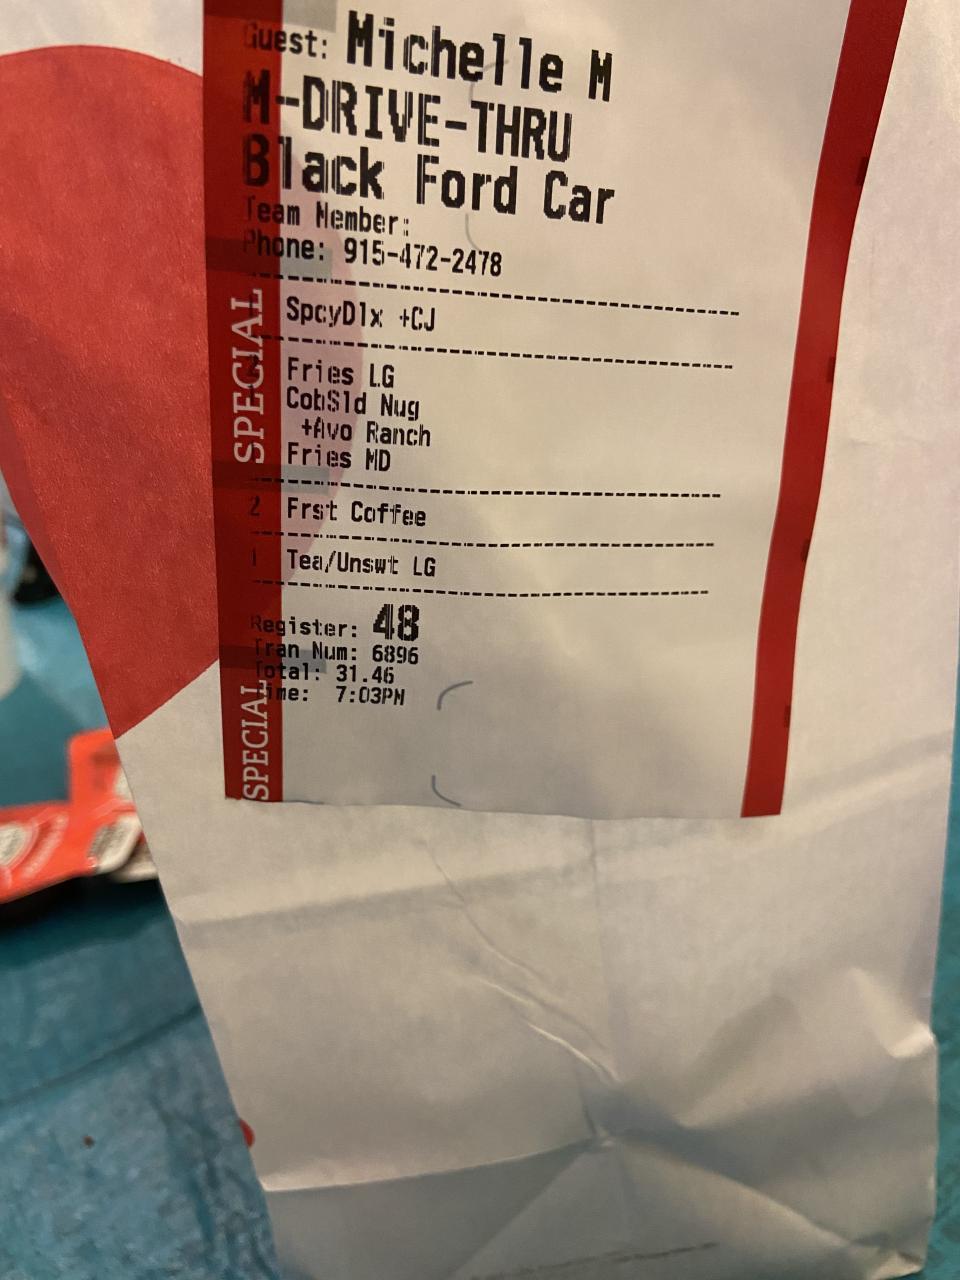 Guest: Michelle M
M-DRIVE-THRU
Black Ford Car
Team Member:
Phone: 915-472-2478
SpcyDlx +CJ
Fries LG
CobSld Nug
+Avo Ranch
Fries MD
2 Frst Coffee
1 Tea/Unswt LG
Register: 48
Tran Num: 6896
Total: 31.46
Time: 7:03PM
SPECIAL
SPECIAL